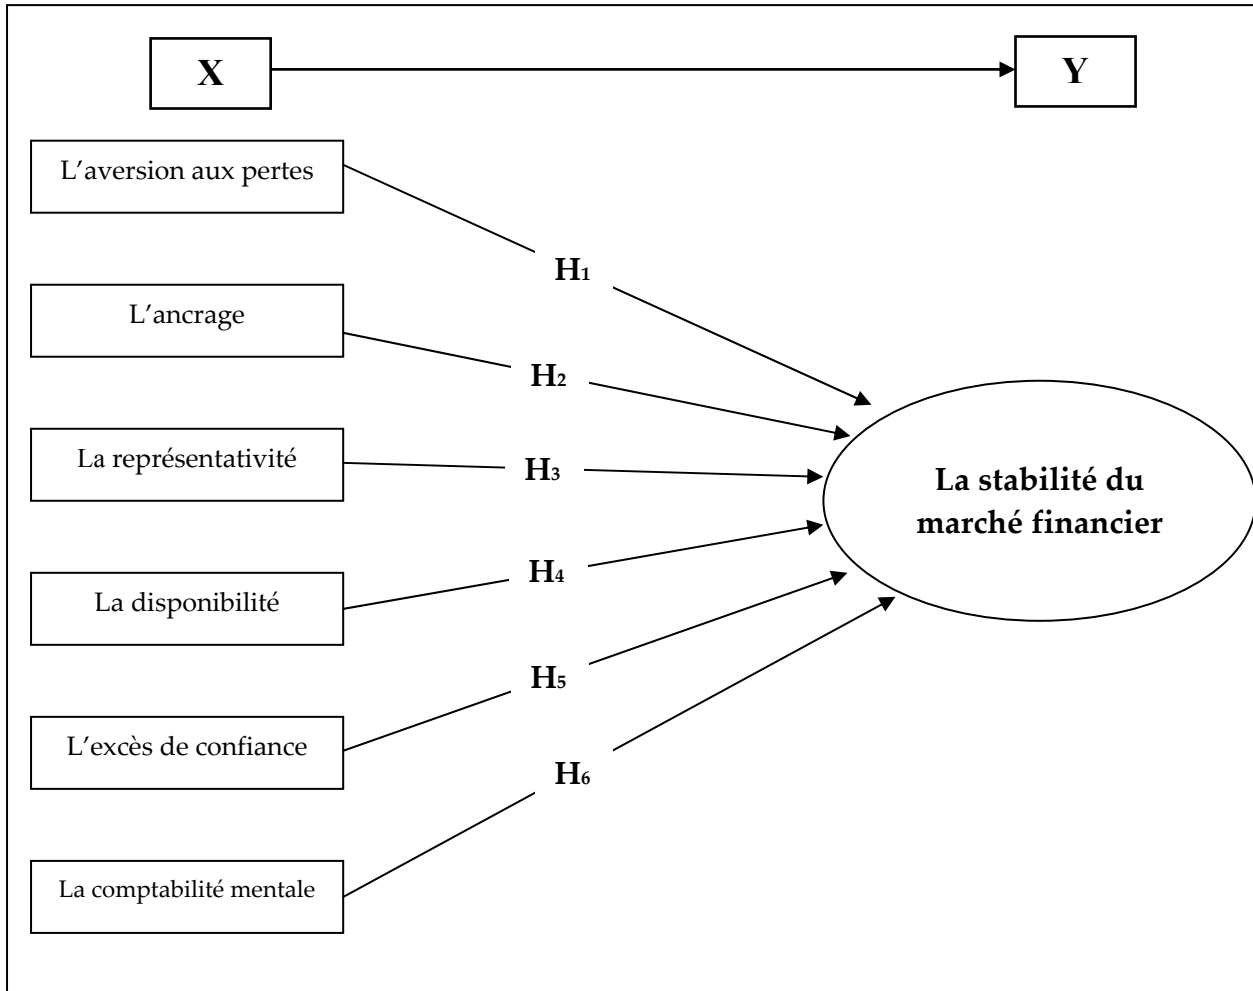 X
Y
L’aversion aux pertes
H1
L’ancrage
H2
La représentativité
H3
La stabilité du
marché financier
La disponibilité
H4
L’excès de confiance
H5
La comptabilité mentale
H6